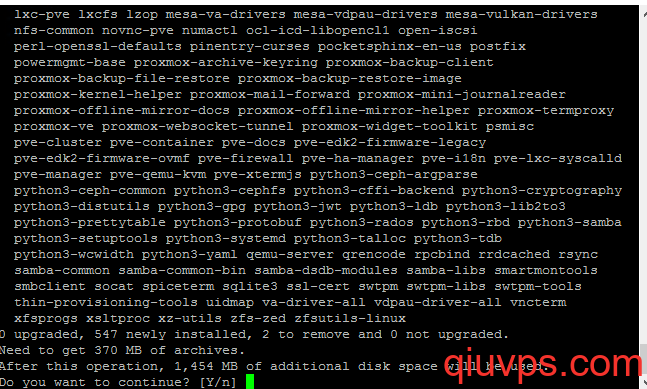 lxc-pve lxcfs lzop mesa-va-drivers mesa-vdpau-drivers mesa-vulkan-drivers
nfs-common novnc-pve numactl ocl-icd-libopencl1 open-iscsi
perl-openssl-defaults pinentry-curses pocketsphinx-en-us postfix
powermgmt-base proxmox-archive-keyring proxmox-backup-client
proxmox-backup-file-restore proxmox-backup-restore-image
proxmox-kernel-helper proxmox-mail-forward proxmox-mini-journalreader
proxmox-offline-mirror-docs proxmox-offline-mirror-helper proxmox-termproxy
proxmox-ve proxmox-websocket-tunnel proxmox-widget-toolkit psmisc
pve-cluster pve-container pve-docs pve-edk2-firmware-legacy
pve-edk2-firmware-ovmf pve-firewall pve-ha-manager pve-i18n pve-lxc-syscalld
pve-manager pve-qemu-kvm pve-xtermjs python3-ceph-argparse
python3-ceph-common python3-cephfs python3-cffi-backend python3-cryptography
python3-distutils python3-gpg python3-jwt python3-ldb python3-lib2to3
python3-prettytable python3-protobuf python3-rados python3-rbd python3-samba
python3-setuptools python3-systemd python3-talloc python3-tdb
python3-wcwidth python3-yaml qemu-server qrencode rpcbind rrdcached rsync
samba-common samba-common-bin samba-dsdb-modules samba-libs smartmontools
smbclient socat spiceterm sqlite3 ssl-cert swtpm swtpm-libs swtpm-tools
thin-provisioning-tools uidmap va-driver-all vdpau-driver-all vncterm
xfsprogs xsltproc xz-utils zfs-zed zfsutils-linux
0 upgraded, 547 newly installed, 2 to remove and 0 not upgraded.
Need to get 370 MB of archives.
After this operation, 1,454 MB of additional disk space will be used.
Do you want to continue? [Y/n]
qiuvps.com